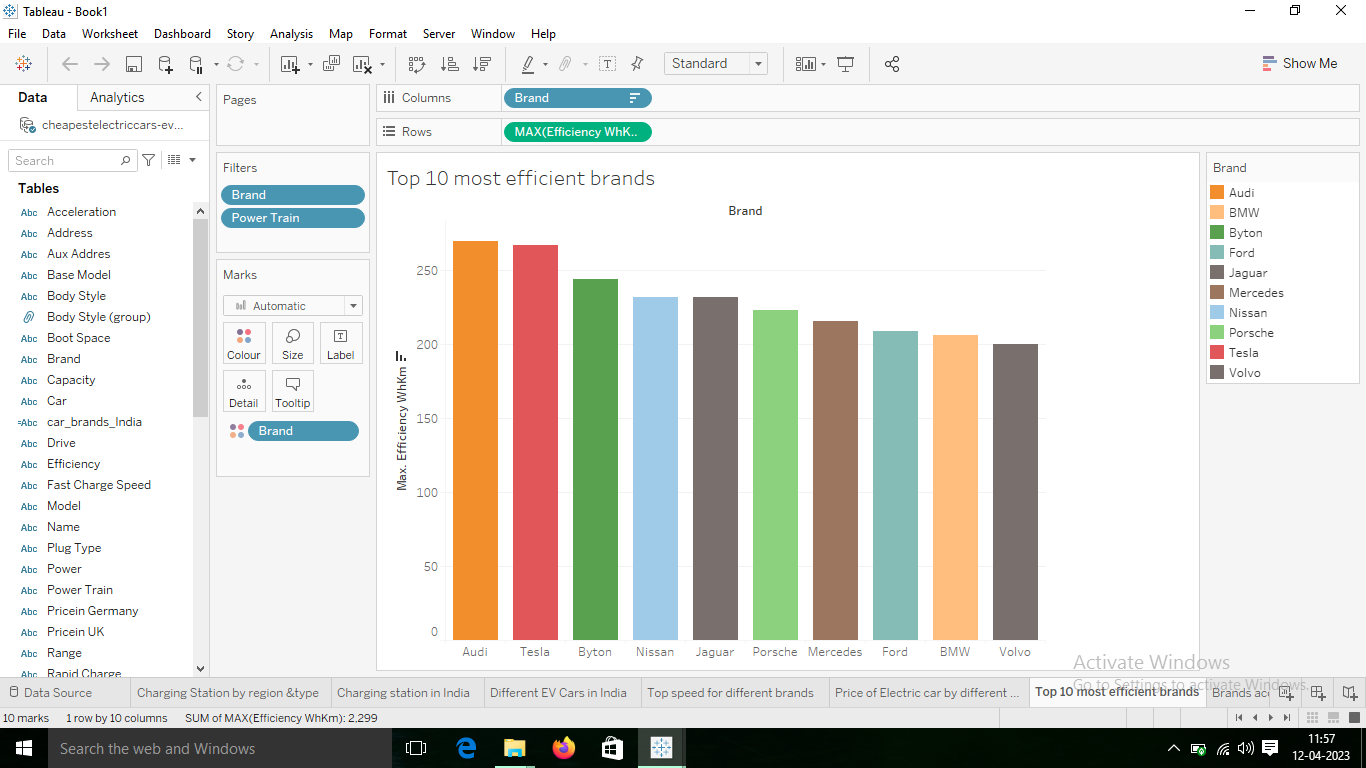 Tableau - Book1
File Data Worksheet Dashboard Story Analysis Map Format Server Window Help
Standard
Show Me
Data Analytics
cheapestelectriccars-ev...
Search
Tables
Abc Acceleration
Abc Address
Abc Aux Addres
Abc Base Model
Abc Body Style
Body Style (group)
Abc Boot Space
Abc Brand
Abc Capacity
Abc Car
=Abc car_brands_India
Abc Drive
Abc Efficiency
Abc Fast Charge Speed
Abc Model
Abc Name
Abc Plug Type
Abc Power
Abc Power Train
Abc Pricein Germany
Abc Pricein UK
Abc Range
Abc Rapid Charge
Pages
Filters
Brand
Power Train
Marks
Automatic
Colour Size Label
Detail Tooltip
Brand
Columns Brand
Rows MAX(Efficiency WhK..
Top 10 most efficient brands
Brand
Max. Efficiency WhKm
250
200
150
100
50
0
Audi Tesla Byton Nissan Jaguar Porsche Mercedes Ford BMW Volvo
Brand
Audi
BMW
Byton
Ford
Jaguar
Mercedes
Nissan
Porsche
Tesla
Volvo
Activate Windows
Go to Settings to activate Windows.
Data Source Charging Station by region &type Charging station in India Different EV Cars in India Top speed for different brands Price of Electric car by different ... Top 10 most efficient brands Brands acc
10 marks 1 row by 10 columns SUM of MAX(Efficiency WhKm): 2,299
Search the web and Windows
11:57
12-04-2023